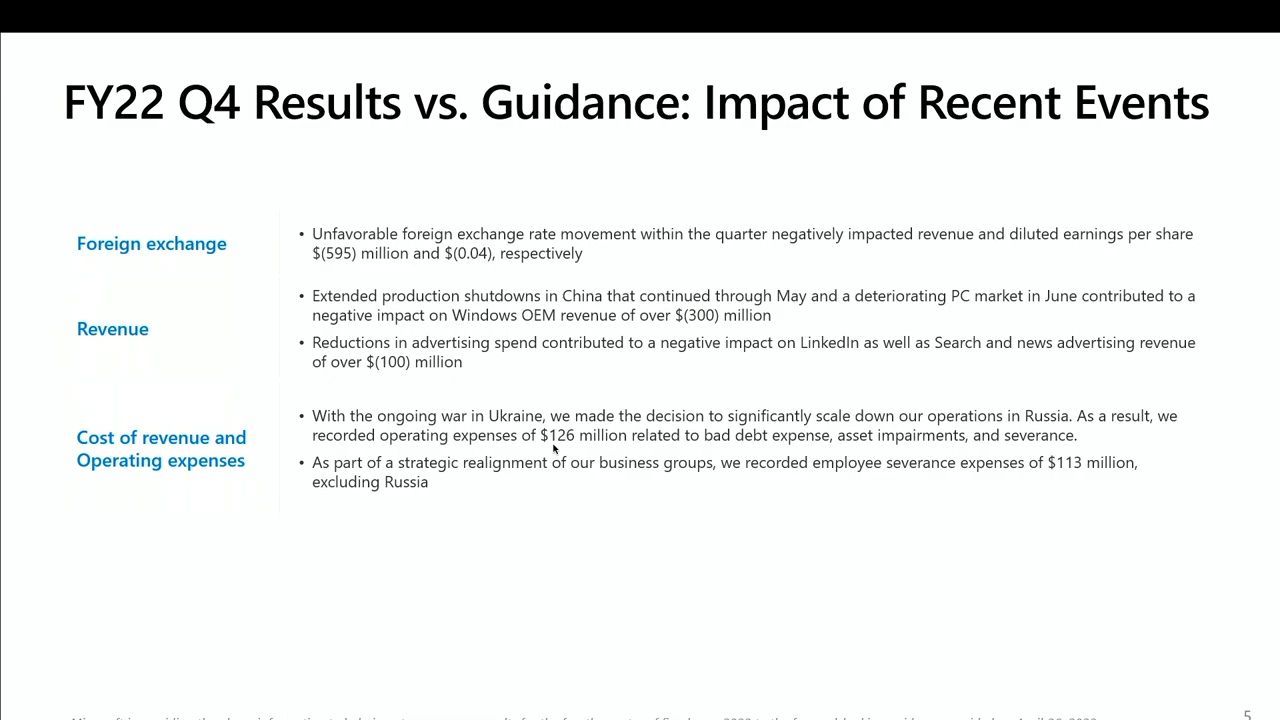 FY22 Q4 Results vs. Guidance: Impact of Recent Events
Foreign exchange
• Unfavorable foreign exchange rate movement within the quarter negatively impacted revenue and diluted earnings per share
$(595) million and $(0.04), respectively
Revenue
• Extended production shutdowns in China that continued through May and a deteriorating PC market in June contributed to a
negative impact on Windows OEM revenue of over $(300) million
• Reductions in advertising spend contributed to a negative impact on LinkedIn as well as Search and news advertising revenue
of over $(100) million
Cost of revenue and
Operating expenses
• With the ongoing war in Ukraine, we made the decision to significantly scale down our operations in Russia. As a result, we
recorded operating expenses of $126 million related to bad debt expense, asset impairments, and severance.
• As part of a strategic realignment of our business groups, we recorded employee severance expenses of $113 million,
excluding Russia
5